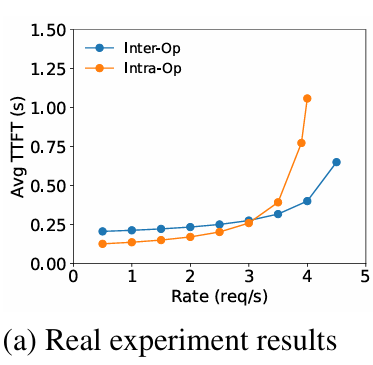 1.50
1.25
1.00
0.75
0.50
0.25
0.00
Avg TTFT (s)
Inter-Op
Intra-Op
0 1 2 3 4 5
Rate (req/s)
(a) Real experiment results